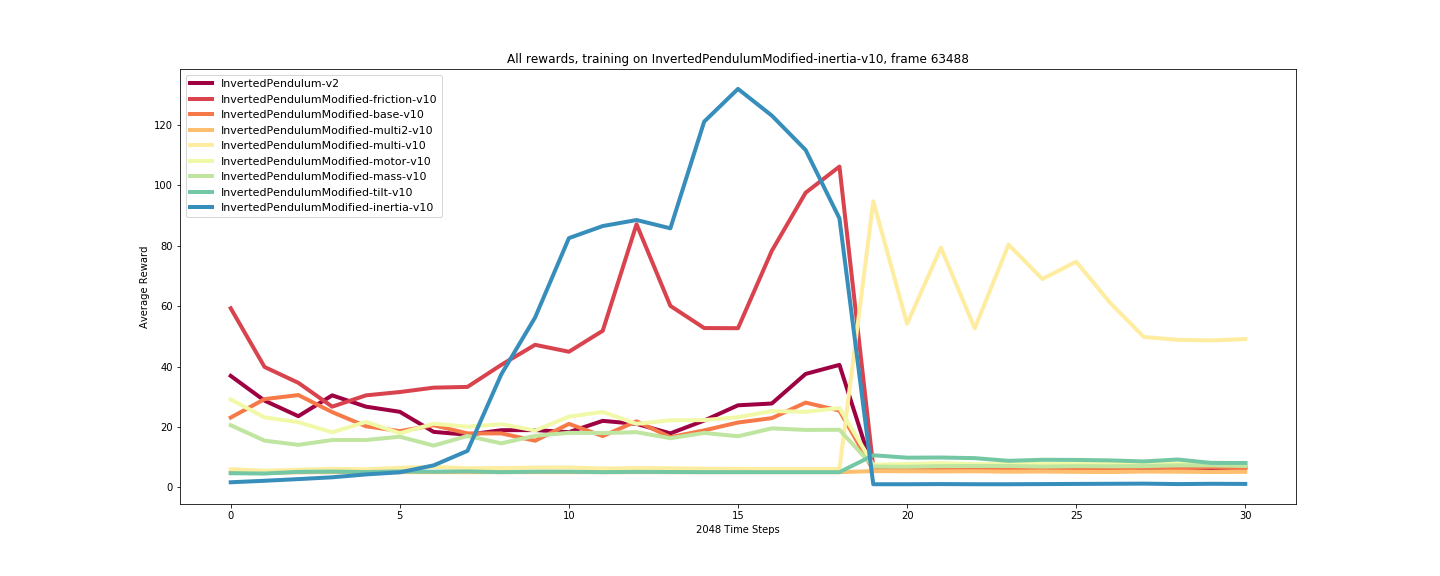 All rewards, training on InvertedPendulumModified-inertia-v10, frame 63488
InvertedPendulum-v2
InvertedPendulumModified-friction-v10
InvertedPendulumModified-base-v10
InvertedPendulumModified-multi2-v10
InvertedPendulumModified-multi-v10
InvertedPendulumModified-motor-v10
InvertedPendulumModified-mass-v10
InvertedPendulumModified-tilt-v10
InvertedPendulumModified-inertia-v10
Average Reward
120
100
80
60
40
20
0
0 5 10 15 20 25 30
2048 Time Steps